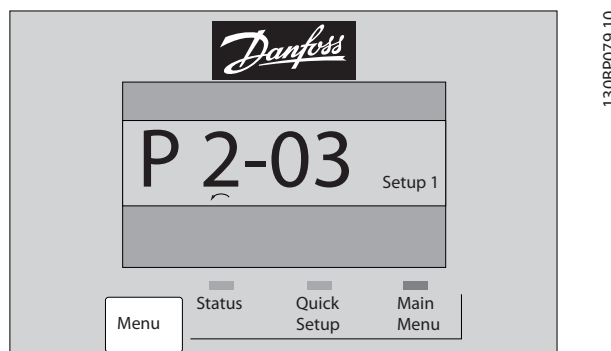 Danfoss
P 2-03 Setup 1
Status
Quick Setup
Main Menu
Menu
130BP079.10